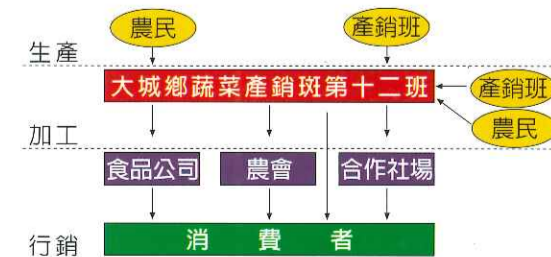 農民 產銷班
生產
大城鄉蔬菜產銷班第十二班
產銷班
農民
加工
食品公司 農會 合作社場
行銷
消費者